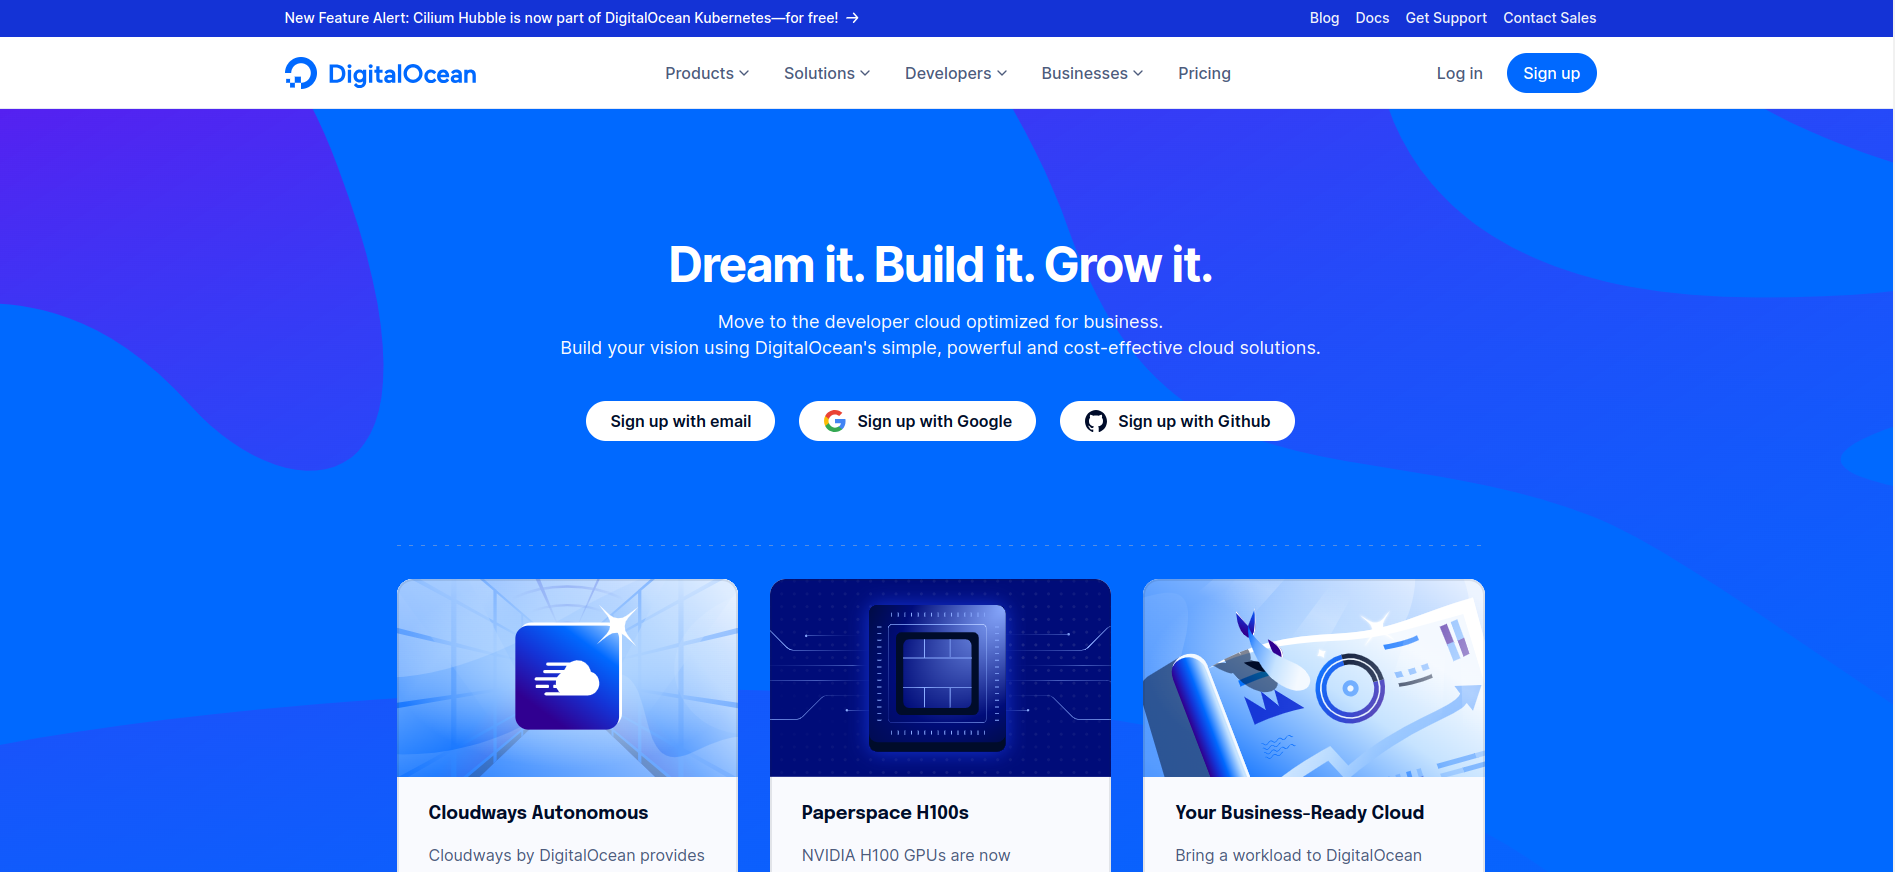 New Feature Alert: Cilium Hubble is now part of DigitalOcean Kubernetes—for free! →
Blog Docs Get Support Contact Sales
DigitalOcean
Products Solutions Developers Businesses Pricing
Log in Sign up
Dream it. Build it. Grow it.
Move to the developer cloud optimized for business.
Build your vision using DigitalOcean's simple, powerful and cost-effective cloud solutions.
Sign up with email
Sign up with Google
Sign up with Github
Cloudways Autonomous
Cloudways by DigitalOcean provides
Paperspace H100s
NVIDIA H100 GPUs are now
Your Business-Ready Cloud
Bring a workload to DigitalOcean